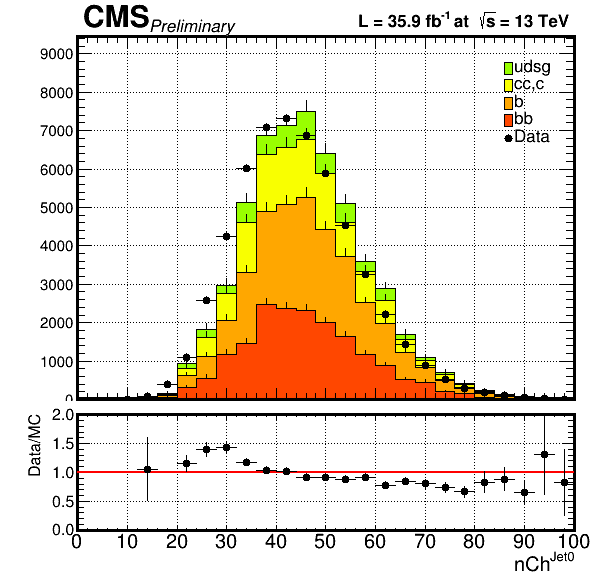 CMS Preliminary L = 35.9 fb⁻¹ at √s = 13 TeV
9000
8000
7000
6000
5000
4000
3000
2000
1000
0
udsg
cc,c
b
bb
Data
Data/MC
2.0
1.5
1.0
0.5
0.0
0 10 20 30 40 50 60 70 80 90 100
nCh^Jet0